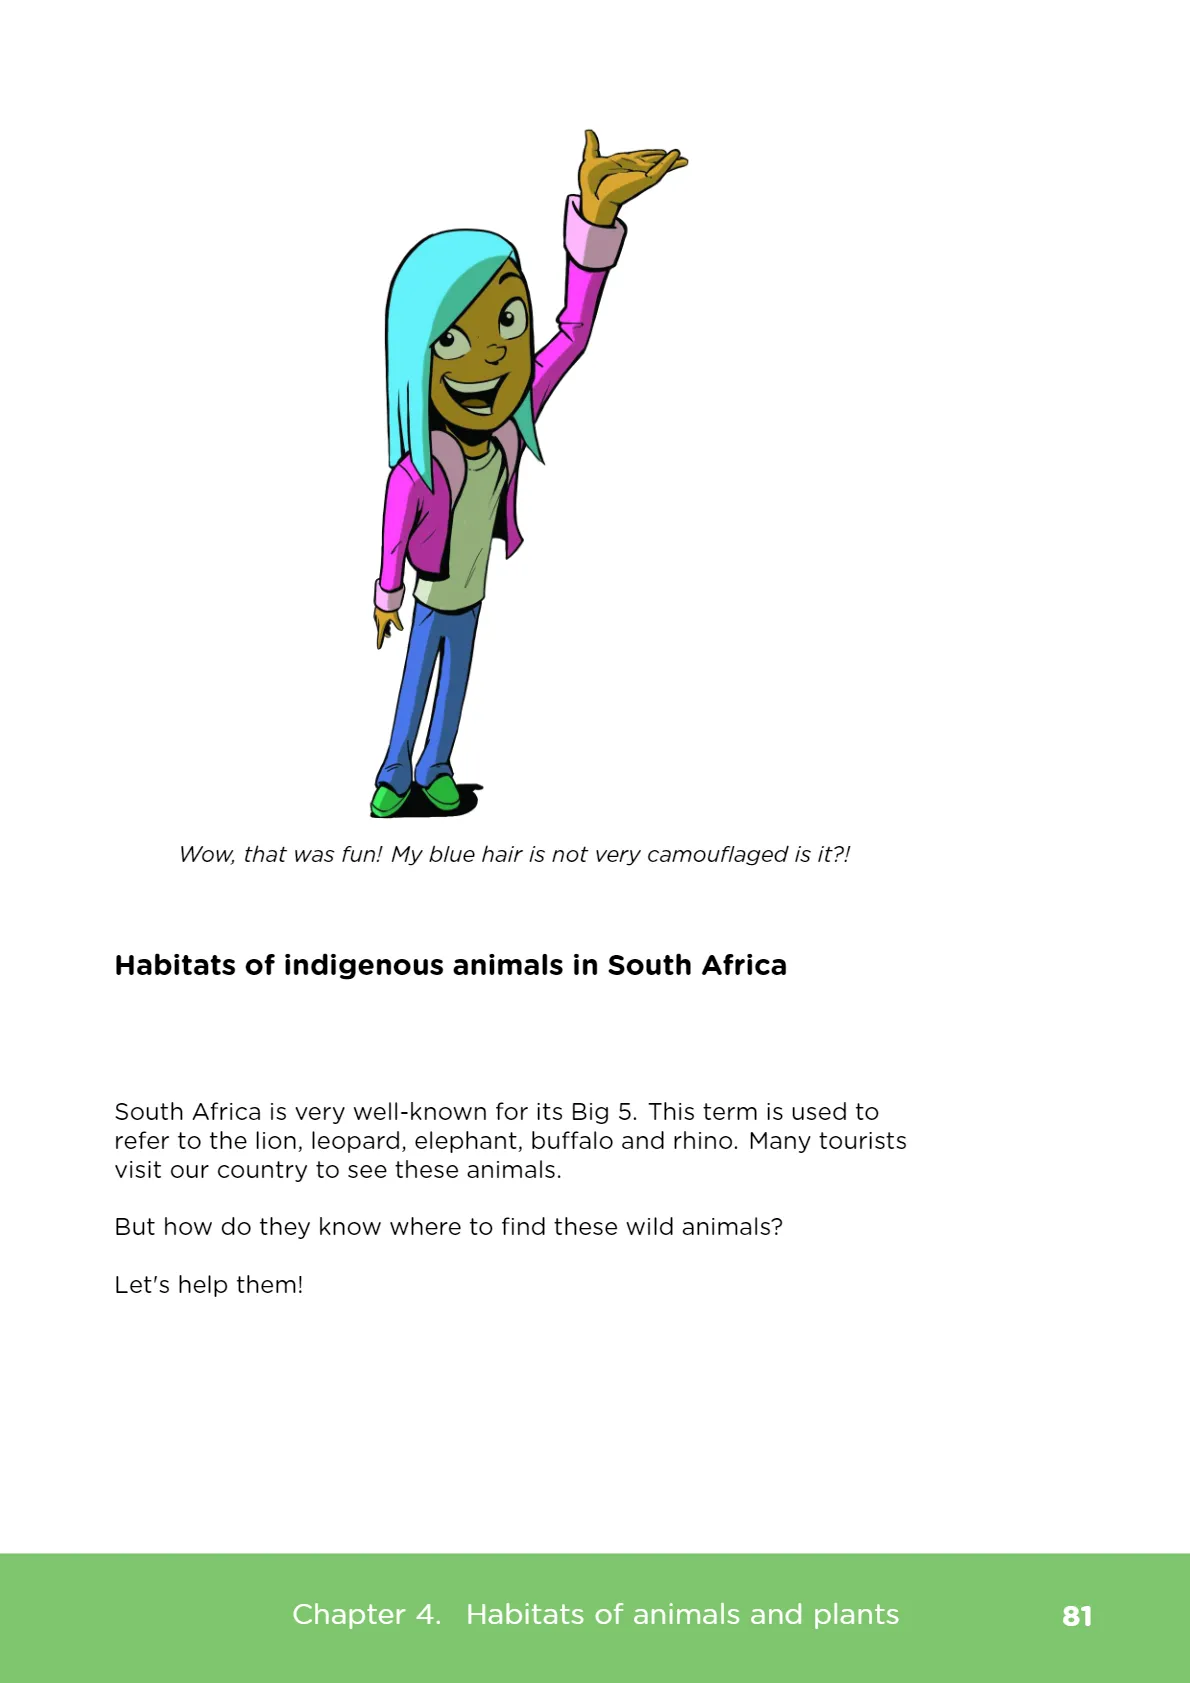 Wow, that was fun! My blue hair is not very camouflaged is it?!
Habitats of indigenous animals in South Africa
South Africa is very well-known for its Big 5. This term is used to
refer to the lion, leopard, elephant, buffalo and rhino. Many tourists
visit our country to see these animals.
But how do they know where to find these wild animals?
Let's help them!
Chapter 4. Habitats of animals and plants 81